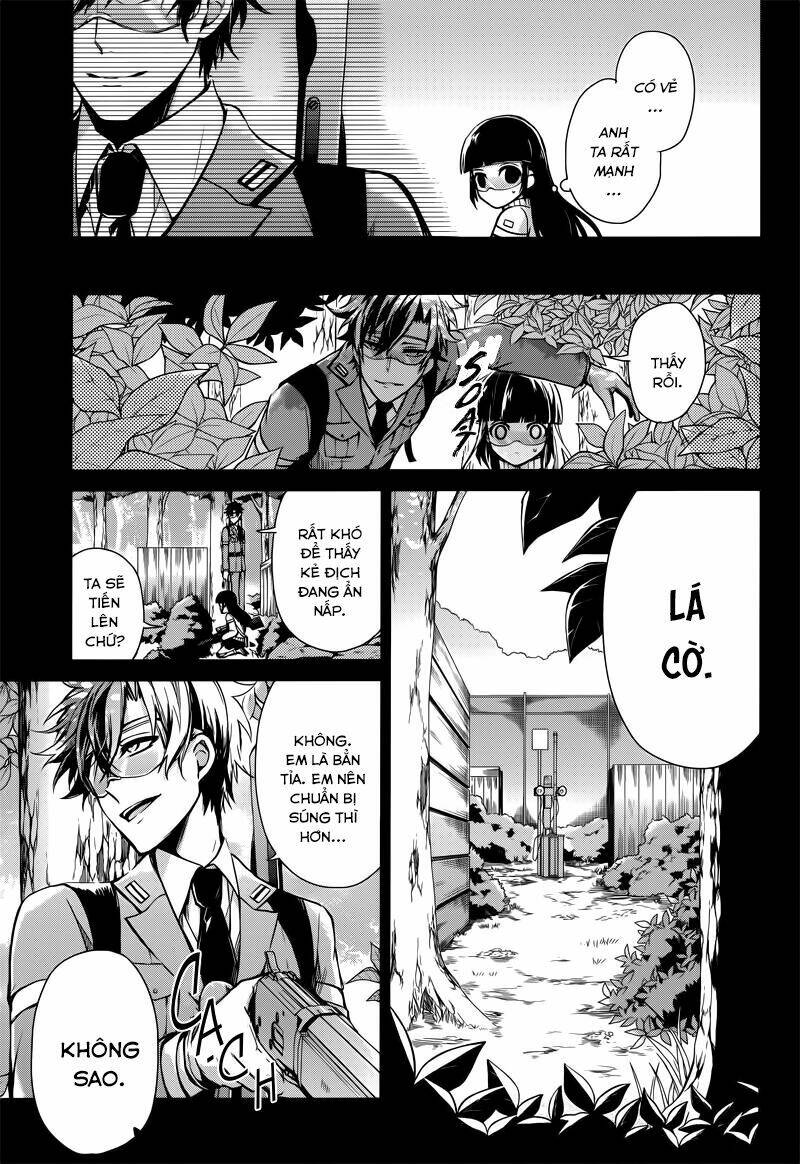 CÓ VẺ
...
ANH
TA RẤT
MẠNH
...
THẤY
RỒI.
SOẠT
LÁ
CỜ.
RẤT KHÓ
ĐỂ THẤY
KẺ ĐỊCH
ĐANG ẨN
NẤP.
TA SẼ
TIẾN
LÊN
CHỨ?
KHÔNG.
EM LÀ BẮN
TỈA. EM NÊN
CHUẨN BỊ
SÚNG THÌ
HƠN...
CẠCH
KHÔNG
SAO.